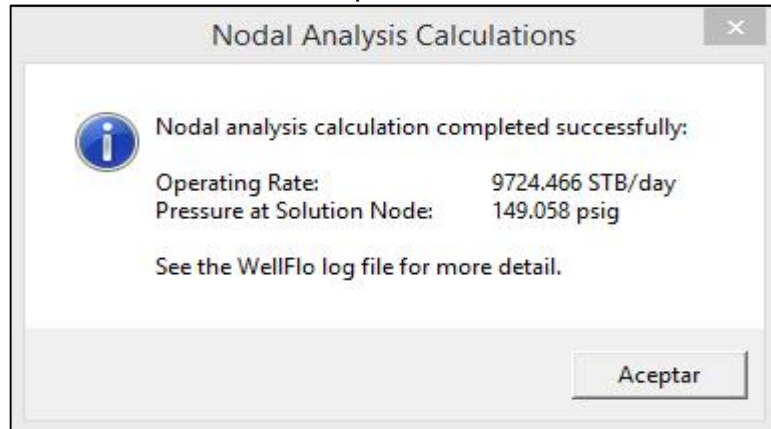 Nodal Analysis Calculations
Nodal analysis calculation completed successfully:
Operating Rate: 9724.466 STB/day
Pressure at Solution Node: 149.058 psig
See the WellFlo log file for more detail.
Aceptar